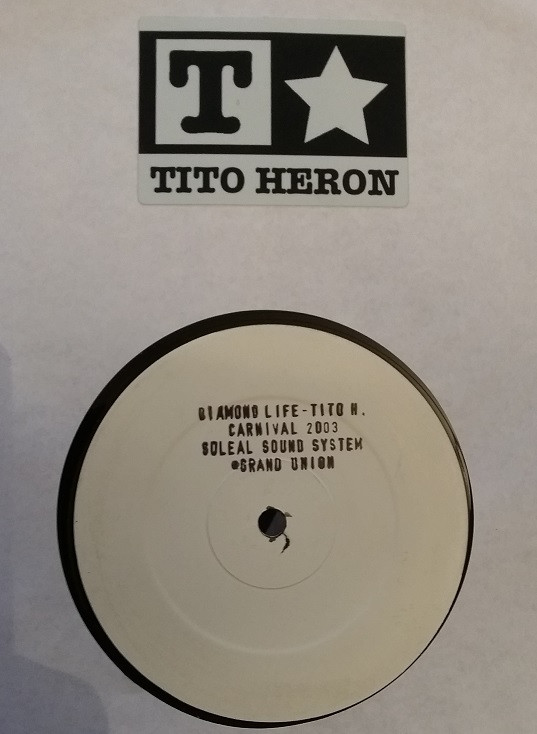 T
TITO HERON
DIAMOND LIFE-TITO H.
CARNIVAL 2003
SOLEAL SOUND SYSTEM
@GRAND UNION